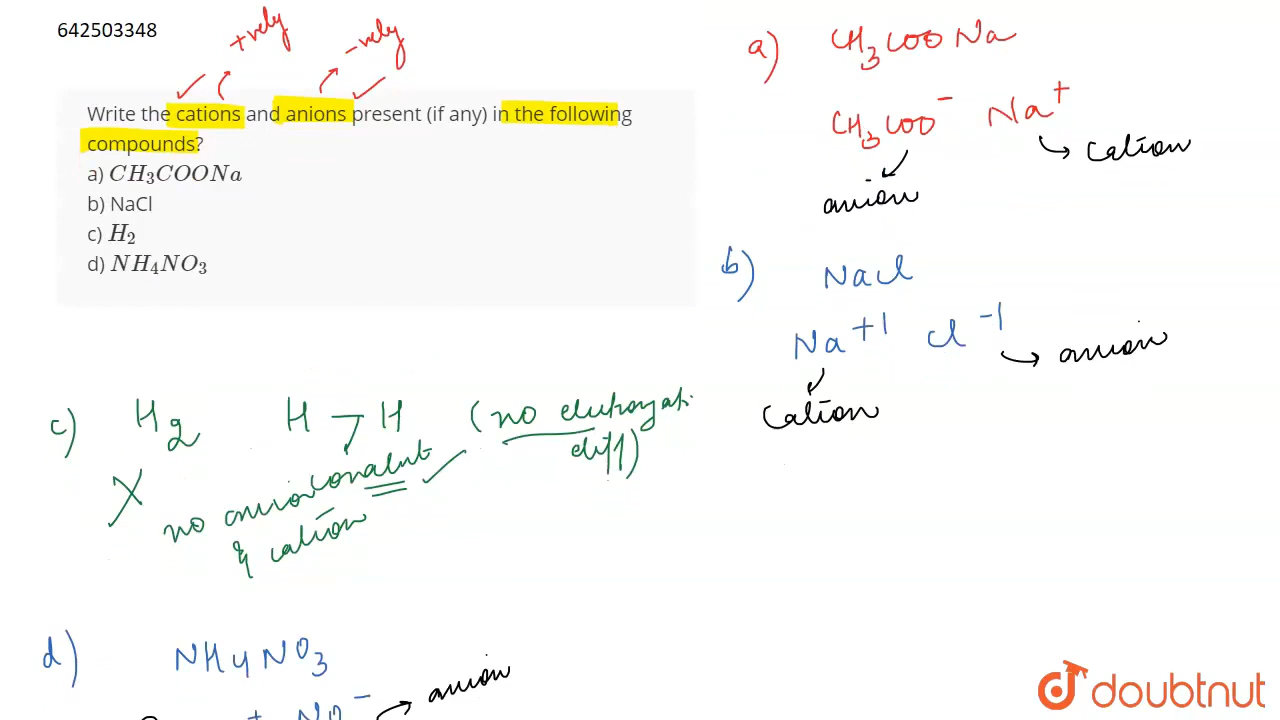 642503348
+vely
-vely
Write the cations and anions present (if any) in the following
compounds?
a) CH₃COONa
b) NaCl
c) H₂
d) NH₄NO₃
a) CH₃COONa
CH₃COO⁻ Na⁺
cation
anion
b) NaCl
Na⁺¹ Cl⁻¹
anion
cation
c) H₂ H-H (no
diff)
covalent
no anion
& cation
d) NH4NO₃
anion
+ NO⁻
doubtnut